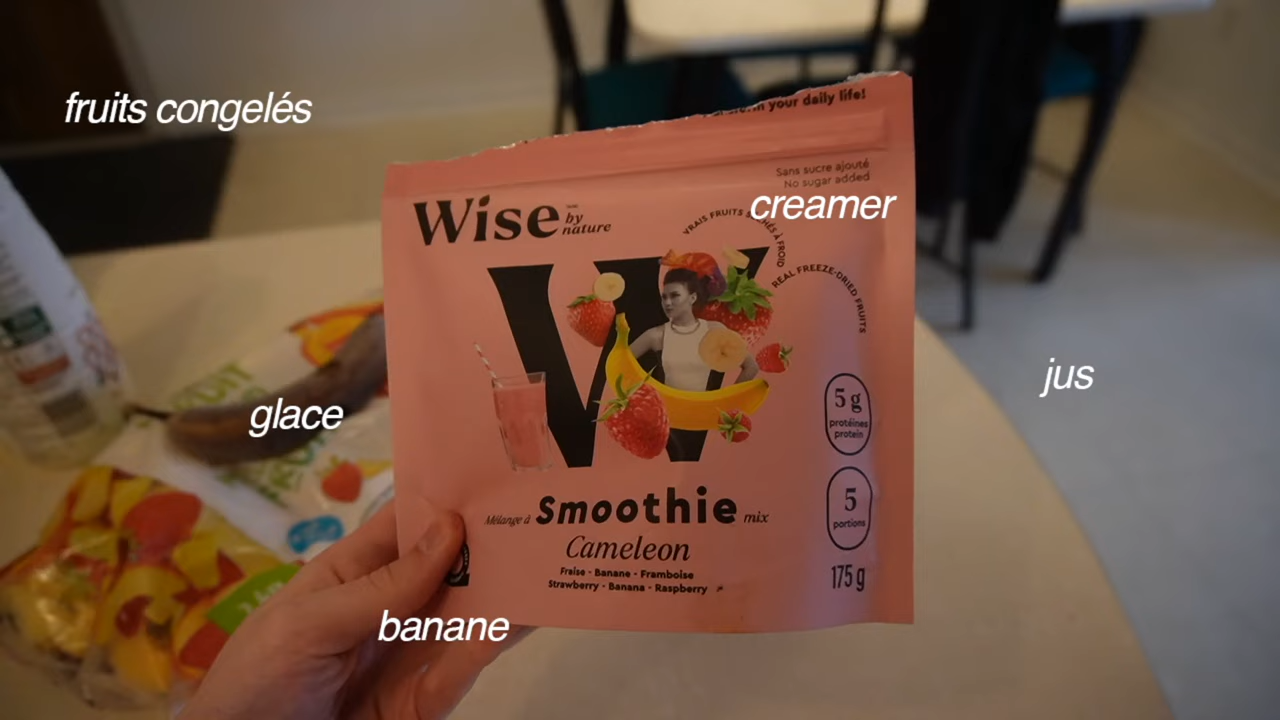 fruits congelés
your daily life!
Sans sucre ajouté
No sugar added
creamer
Wise by nature
VRAIS FRUITS À FROID
REAL FREEZE-DRIED FRUITS
jus
glace
5 g
protéines
protein
5
portions
Mélange à Smoothie mix
Cameleon
Fraise - Banane - Framboise
Strawberry - Banana - Raspberry
175 g
banane